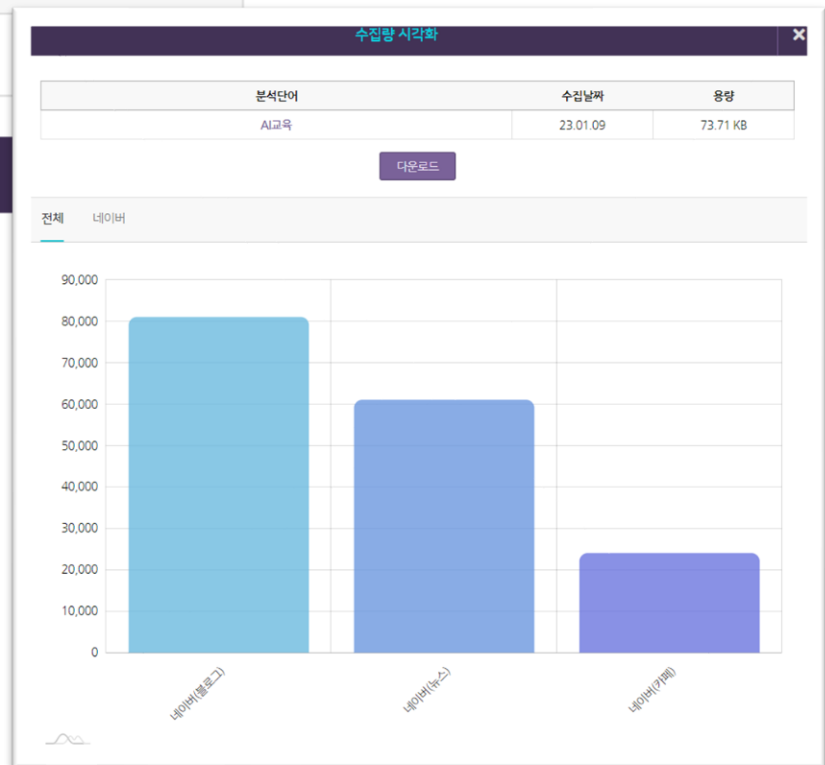 수집량 시각화
×
분석단어 수집날짜 용량
AI교육 23.01.09 73.71 KB
다운로드
전체 네이버
90,000
80,000
70,000
60,000
50,000
40,000
30,000
20,000
10,000
0
네이버(블로그) 네이버(뉴스) 네이버(카페)